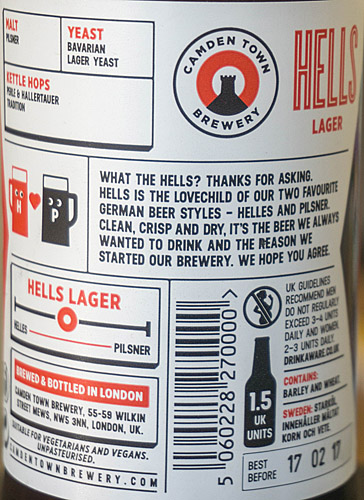 MALT
PILSNER
YEAST
BAVARIAN
LAGER YEAST
KETTLE HOPS
PERLE & HALLERTAUER
TRADITION
CAMDEN TOWN
BREWERY
HELLS
LAGER
H
P
WHAT THE HELLS? THANKS FOR ASKING.
HELLS IS THE LOVECHILD OF OUR TWO FAVOURITE
GERMAN BEER STYLES – HELLES AND PILSNER.
CLEAN, CRISP AND DRY, IT'S THE BEER WE ALWAYS
WANTED TO DRINK AND THE REASON WE
STARTED OUR BREWERY. WE HOPE YOU AGREE.
HELLS LAGER
HELLES
PILSNER
BREWED & BOTTLED IN LONDON
CAMDEN TOWN BREWERY, 55-59 WILKIN
STREET MEWS, NW5 3NN, LONDON, UK.
SUITABLE FOR VEGETARIANS AND VEGANS.
UNPASTEURISED.
CAMDENTOWNBREWERY.COM
5 060228 270000 >
UK GUIDELINES
RECOMMEND MEN
DO NOT REGULARLY
EXCEED 3-4 UNITS
DAILY AND WOMEN,
2-3 UNITS DAILY.
DRINKAWARE.CO.UK
1.5
UK
UNITS
CONTAINS:
BARLEY AND WHEAT.
SWEDEN: STARKÖL.
INNEHÅLLER MALTAT
KORN OCH VETE.
BEST
BEFORE
17 02 17